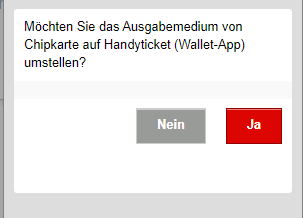 Möchten Sie das Ausgabemedium von
Chipkarte auf Handyticket (Wallet-App)
umstellen?
Nein
Ja